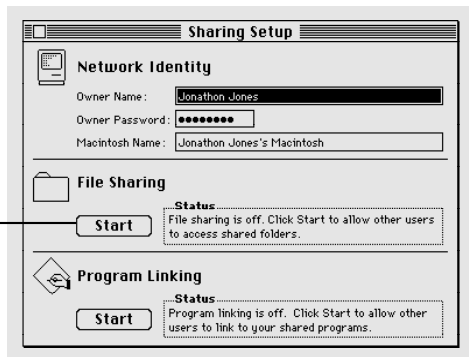 Sharing Setup
Network Identity
Owner Name: Jonathon Jones
Owner Password: ●●●●●●●●
Macintosh Name: Jonathon Jones's Macintosh
File Sharing
Status
Start
File sharing is off. Click Start to allow other users
to access shared folders.
Program Linking
Status
Start
Program linking is off. Click Start to allow other
users to link to your shared programs.